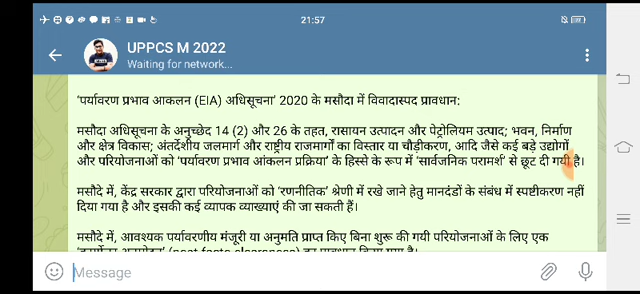 21:57
UPPCS M 2022
Waiting for network...
‘पर्यावरण प्रभाव आकलन (EIA) अधिसूचना’ 2020 के मसौदा में विवादास्पद प्रावधान:
मसौदा अधिसूचना के अनुच्छेद 14 (2) और 26 के तहत, रासायन उत्पादन और पेट्रोलियम उत्पाद; भवन, निर्माण
और क्षेत्र विकास; अंतर्देशीय जलमार्ग और राष्ट्रीय राजमार्गों का विस्तार या चौड़ीकरण, आदि जैसे कई बड़े उद्योगों
और परियोजनाओं को ‘पर्यावरण प्रभाव आंकलन प्रक्रिया’ के हिस्से के रूप में ‘सार्वजनिक परामर्श’ से छूट दी गयी है।
मसौदे में, केंद्र सरकार द्वारा परियोजनाओं को ‘रणनीतिक’ श्रेणी में रखे जाने हेतु मानदंडों के संबंध में स्पष्टीकरण नहीं
दिया गया है और इसकी कई व्यापक व्याख्याएं की जा सकती हैं।
मसौदे में, आवश्यक पर्यावरणीय मंजूरी या अनुमति प्राप्त किए बिना शुरू की गयी परियोजनाओं के लिए एक
Message